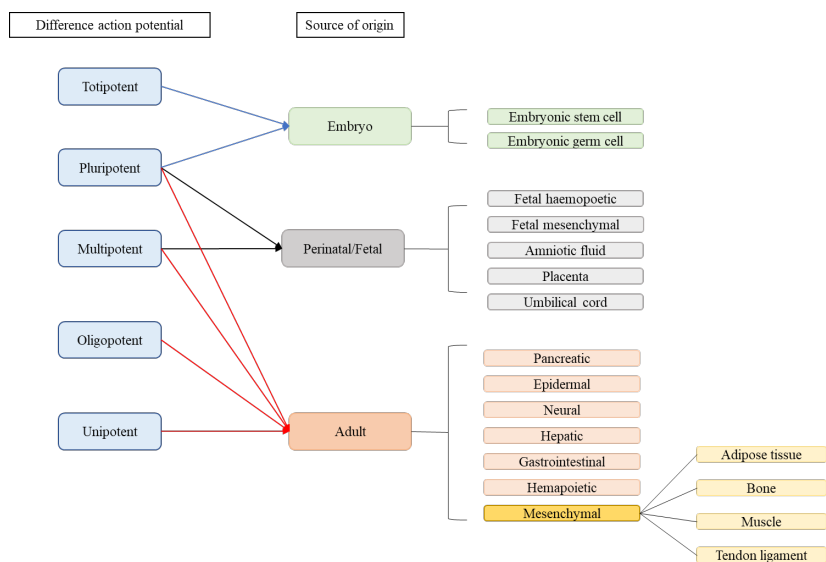 Difference action potential
Source of origin
Totipotent
Pluripotent
Multipotent
Oligopotent
Unipotent
Embryo
Perinatal/Fetal
Adult
Embryonic stem cell
Embryonic germ cell
Fetal haemopoetic
Fetal mesenchymal
Amniotic fluid
Placenta
Umbilical cord
Pancreatic
Epidermal
Neural
Hepatic
Gastrointestinal
Hemapoietic
Mesenchymal
Adipose tissue
Bone
Muscle
Tendon ligament